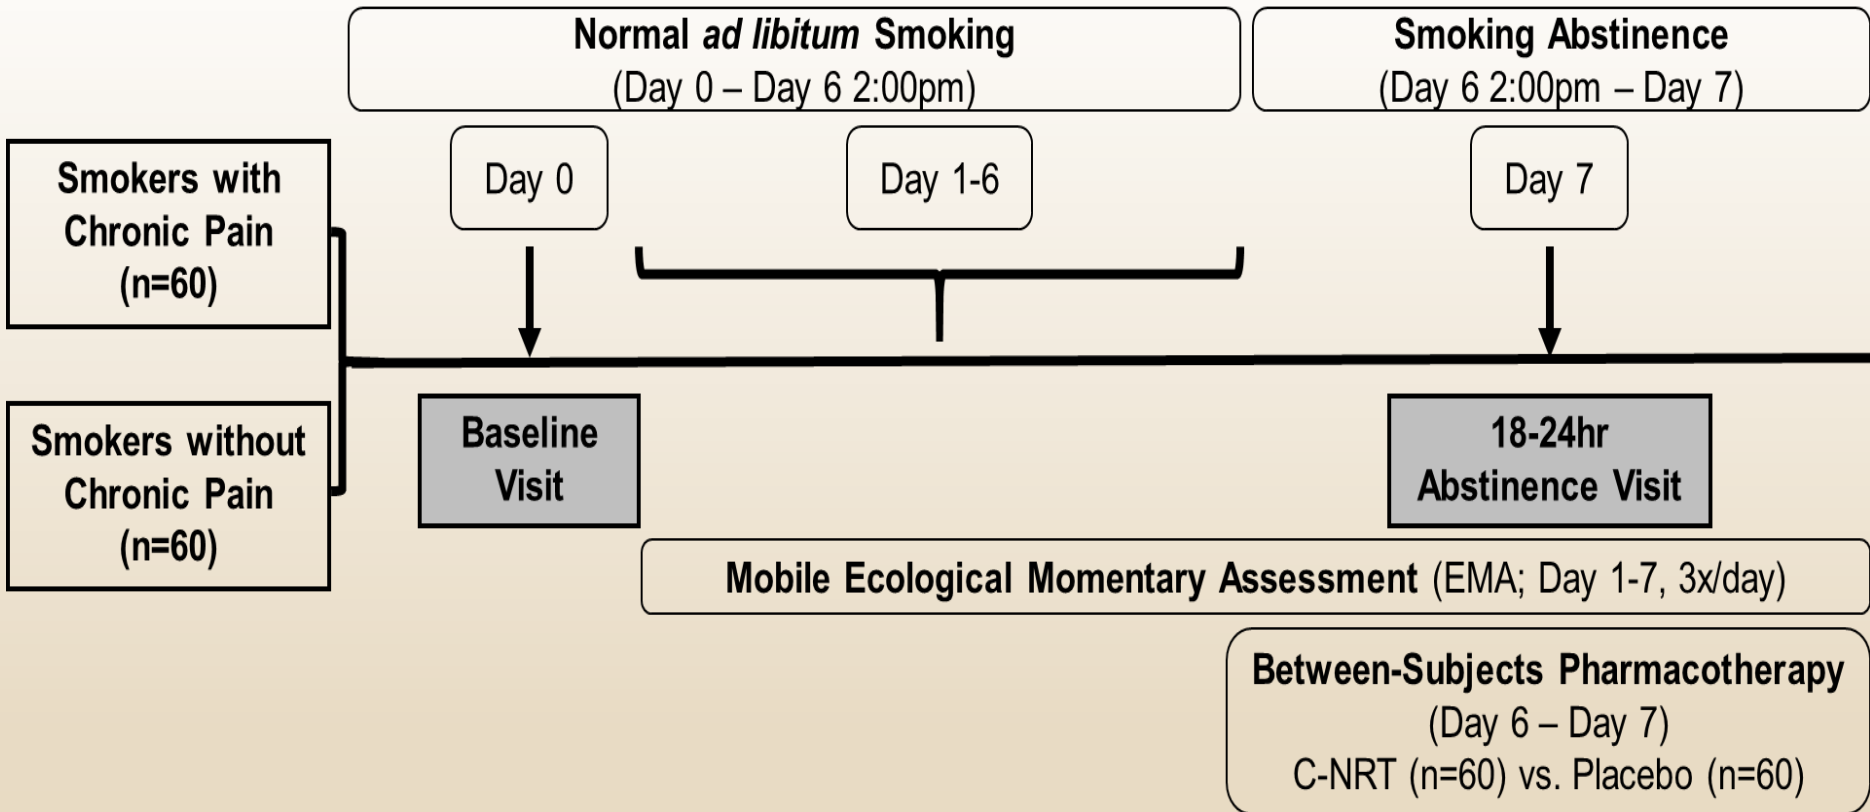 Normal ad libitum Smoking
(Day 0 – Day 6 2:00pm)
Smoking Abstinence
(Day 6 2:00pm – Day 7)
Smokers with
Chronic Pain
(n=60)
Day 0
Day 1-6
Day 7
Smokers without
Chronic Pain
(n=60)
Baseline
Visit
18-24hr
Abstinence Visit
Mobile Ecological Momentary Assessment (EMA; Day 1-7, 3x/day)
Between-Subjects Pharmacotherapy
(Day 6 – Day 7)
C-NRT (n=60) vs. Placebo (n=60)